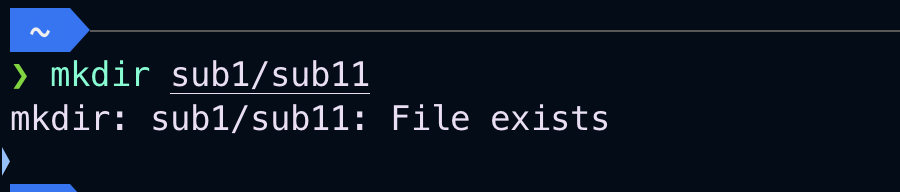 ~
❯ mkdir sub1/sub11
mkdir: sub1/sub11: File exists